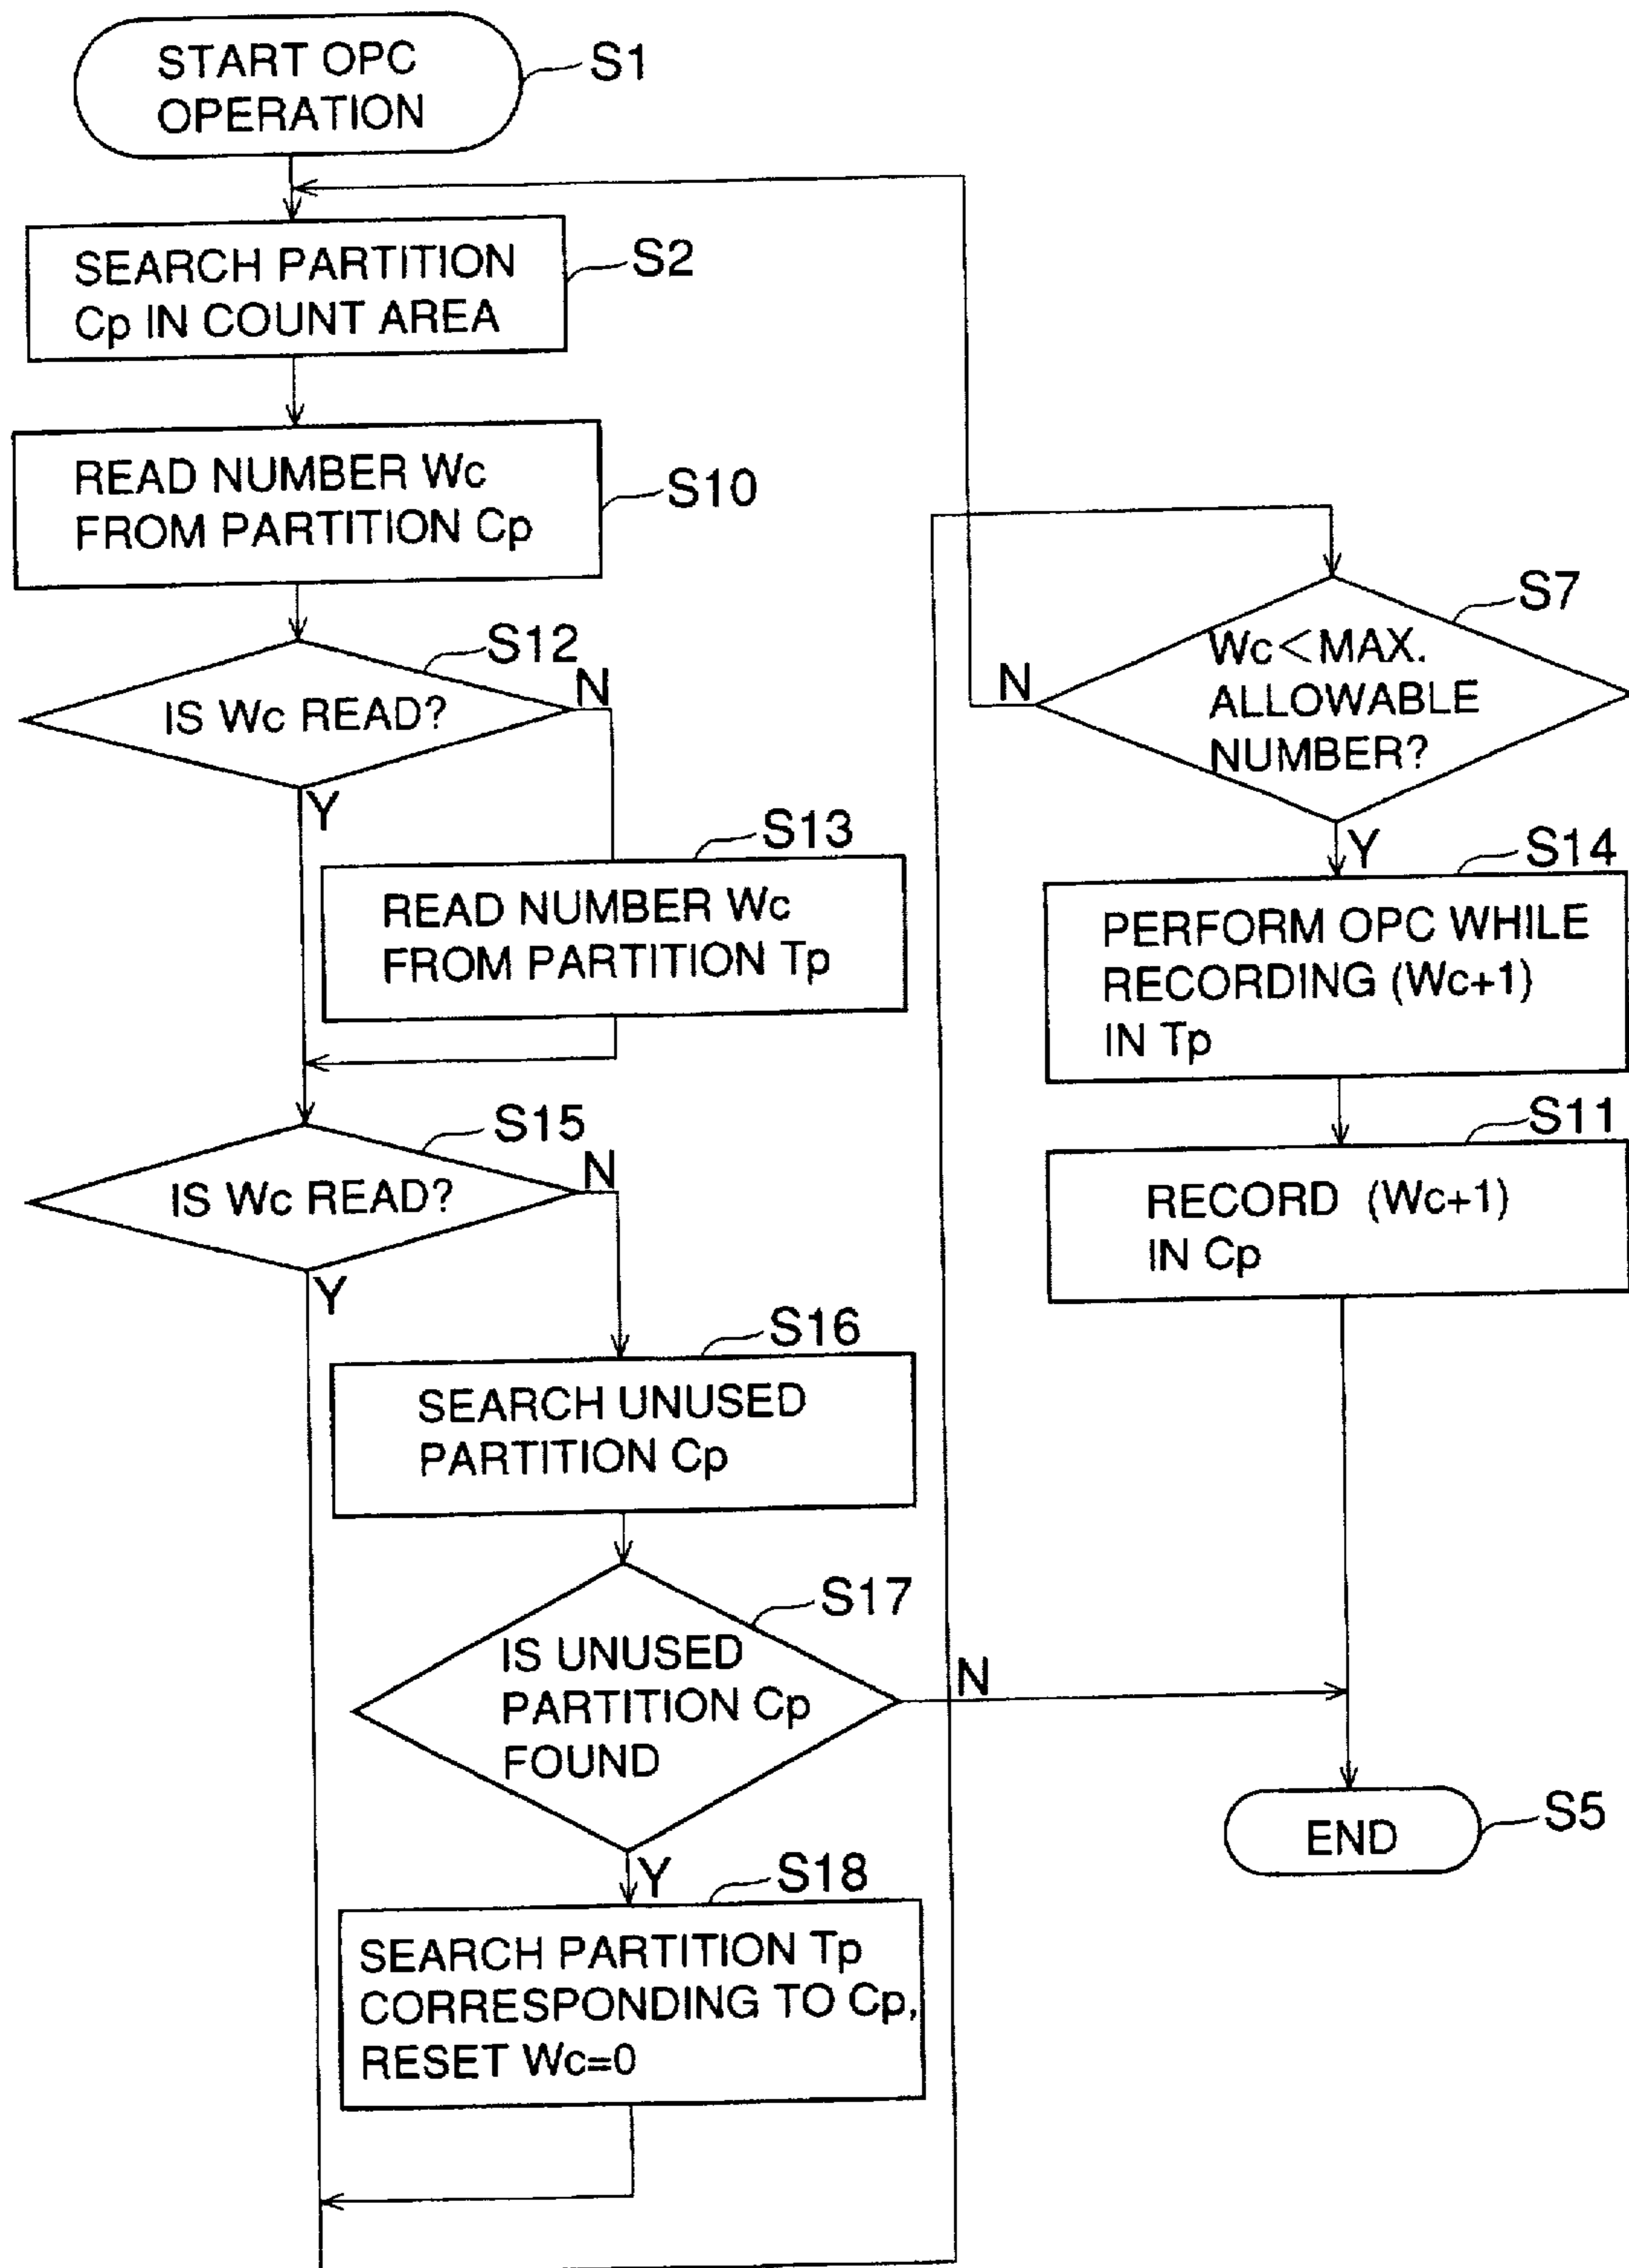 START OPC
OPERATION
S1
SEARCH PARTITION
Cp IN COUNT AREA
S2
READ NUMBER Wc
FROM PARTITION Cp
S10
IS Wc READ?
S12
N
Y
READ NUMBER Wc
FROM PARTITION Tp
S13
IS Wc READ?
S15
N
Y
SEARCH UNUSED
PARTITION Cp
S16
IS UNUSED
PARTITION Cp
FOUND
S17
N
Y
SEARCH PARTITION Tp
CORRESPONDING TO Cp,
RESET Wc=0
S18
Wc<MAX.
ALLOWABLE
NUMBER?
S7
N
Y
PERFORM OPC WHILE
RECORDING (Wc+1)
IN Tp
S14
RECORD (Wc+1)
IN Cp
S11
END
S5